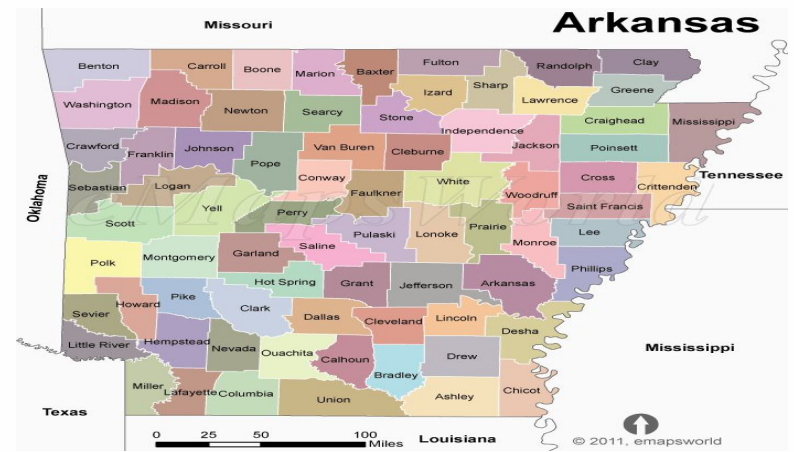 Arkansas
Missouri
Benton
Carroll
Boone
Marion
Baxter
Fulton
Randolph
Clay
Izard
Sharp
Greene
Washington
Madison
Newton
Searcy
Stone
Lawrence
Independence
Craighead
Mississippi
Crawford
Franklin
Johnson
Pope
Van Buren
Cleburne
Jackson
Poinsett
Tennessee
Oklahoma
Sebastian
Logan
Conway
Faulkner
White
Woodruff
Cross
Crittenden
eMapsWorld
Scott
Yell
Perry
Pulaski
Lonoke
Prairie
Saint Francis
Lee
Polk
Montgomery
Garland
Saline
Monroe
Phillips
Hot Spring
Grant
Jefferson
Arkansas
Sevier
Howard
Pike
Clark
Dallas
Cleveland
Lincoln
Desha
Little River
Hempstead
Nevada
Ouachita
Calhoun
Bradley
Drew
Mississippi
Miller
Lafayette
Columbia
Union
Ashley
Chicot
Texas
Louisiana
0 25 50 100
Miles
© 2011, emapsworld